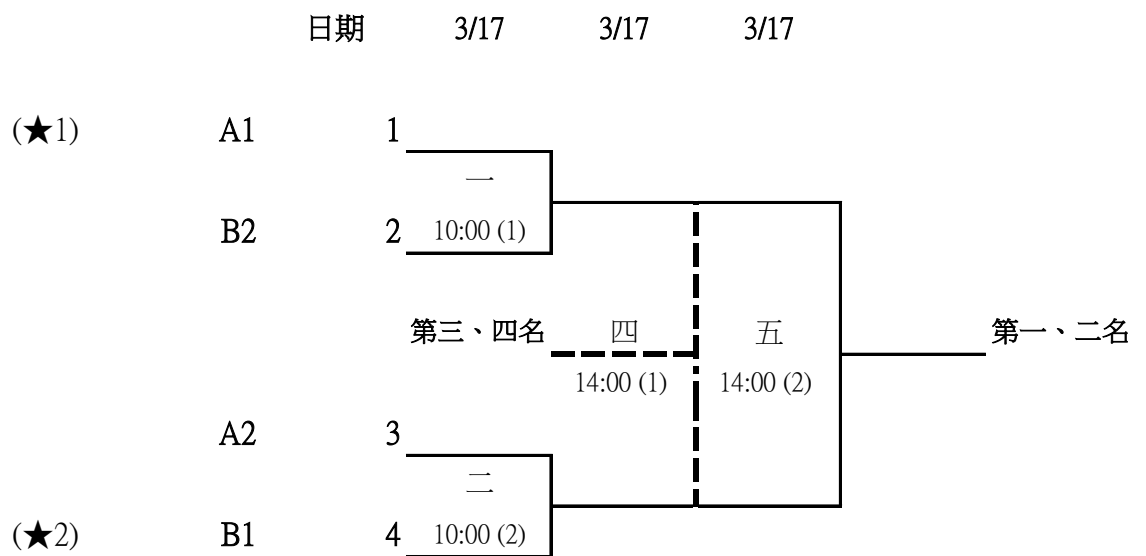 日期 3/17 3/17 3/17
(★1) A1 1
一
B2 2 10:00 (1)
第三、四名 四 五 第一、二名
14:00 (1) 14:00 (2)
A2 3
二
(★2) B1 4 10:00 (2)